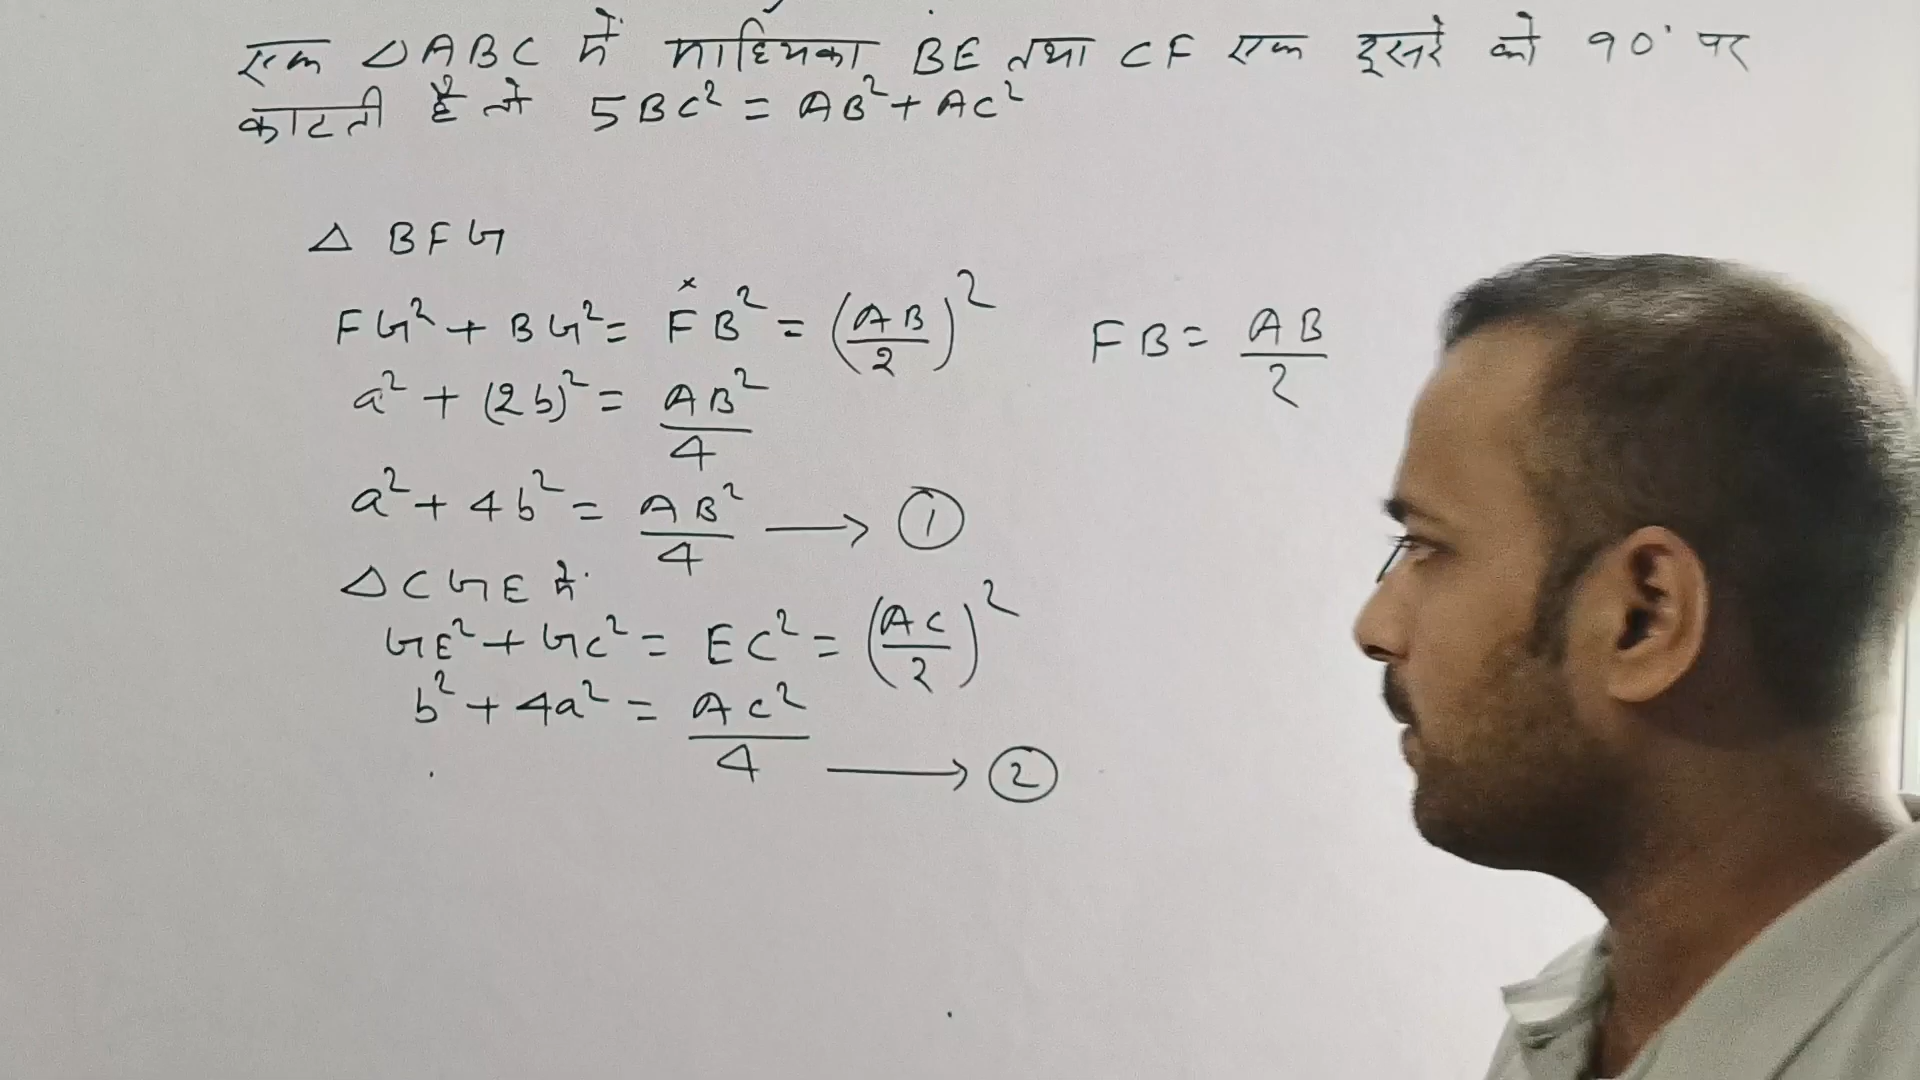 एक △ABC में माध्यिका BE तथा CF एक दूसरे को 90° पर
काटती है तो 5BC² = AB² + AC²
△ BFG
FG² + BG² = FB² = (AB/2)² FB = AB/2
a² + (2b)² = AB²/4
a² + 4b² = AB²/4 → ①
△CGE में
GE² + GC² = EC² = (AC/2)²
b² + 4a² = AC²/4 → ②